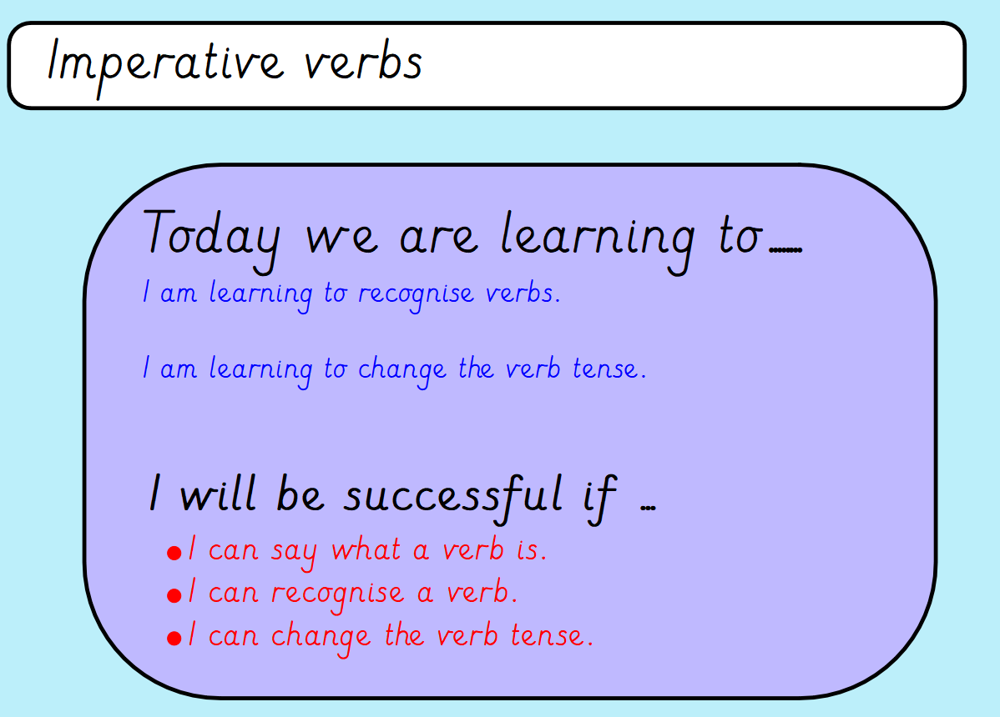 Imperative verbs
Today we are learning to........
I am learning to recognise verbs.
I am learning to change the verb tense.
I will be successful if ...
•I can say what a verb is.
•I can recognise a verb.
•I can change the verb tense.